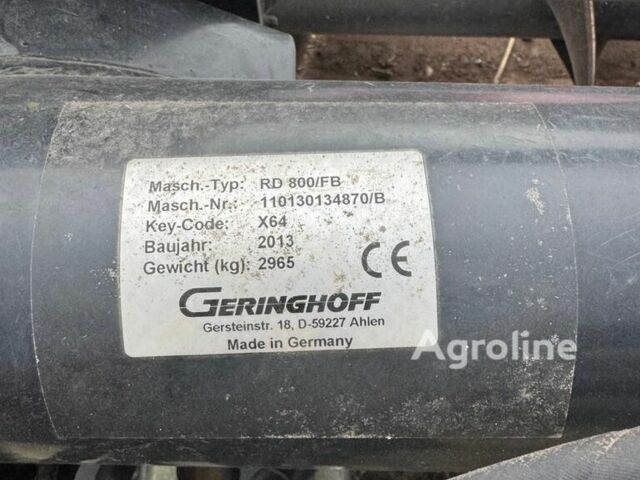 Masch.-Typ: RD 800/FB
Masch.-Nr.: 110130134870/B
Key-Code: X64
Baujahr: 2013
Gewicht (kg): 2965
CE
GERINGHOFF
Gersteinstr. 18, D-59227 Ahlen
Made in Germany
Agroline